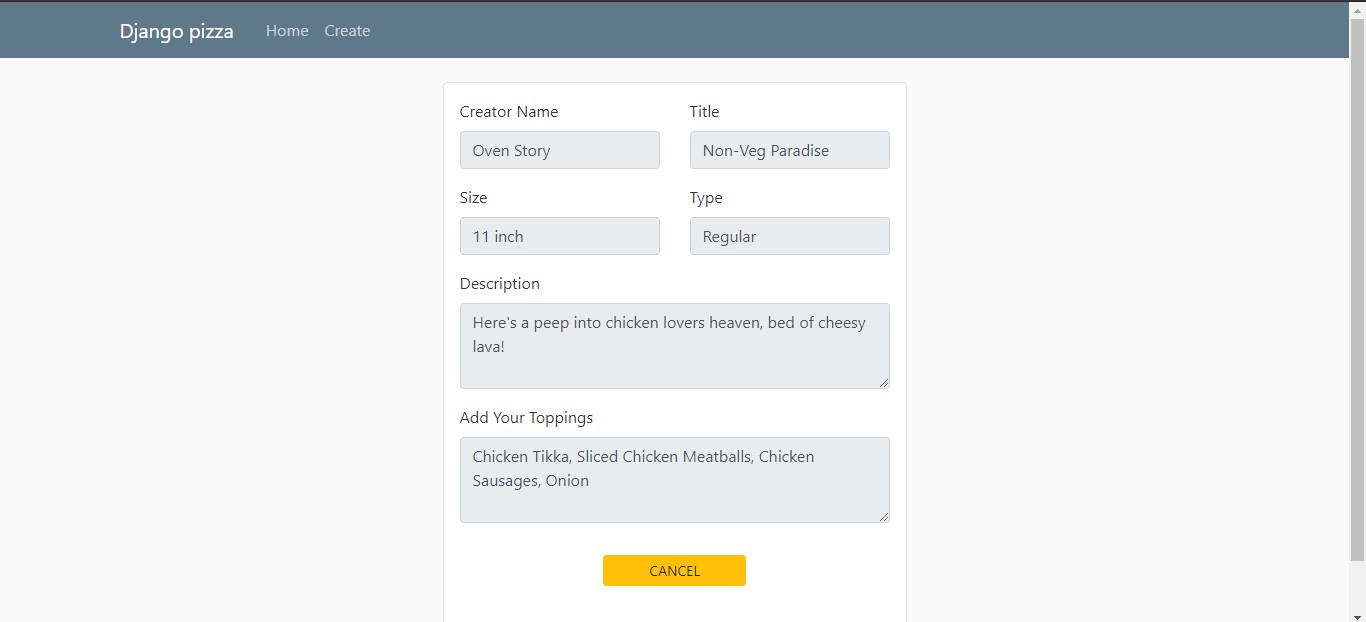 Django pizza Home Create
Creator Name Title
Oven Story Non-Veg Paradise
Size Type
11 inch Regular
Description
Here's a peep into chicken lovers heaven, bed of cheesy
lava!
Add Your Toppings
Chicken Tikka, Sliced Chicken Meatballs, Chicken
Sausages, Onion
CANCEL